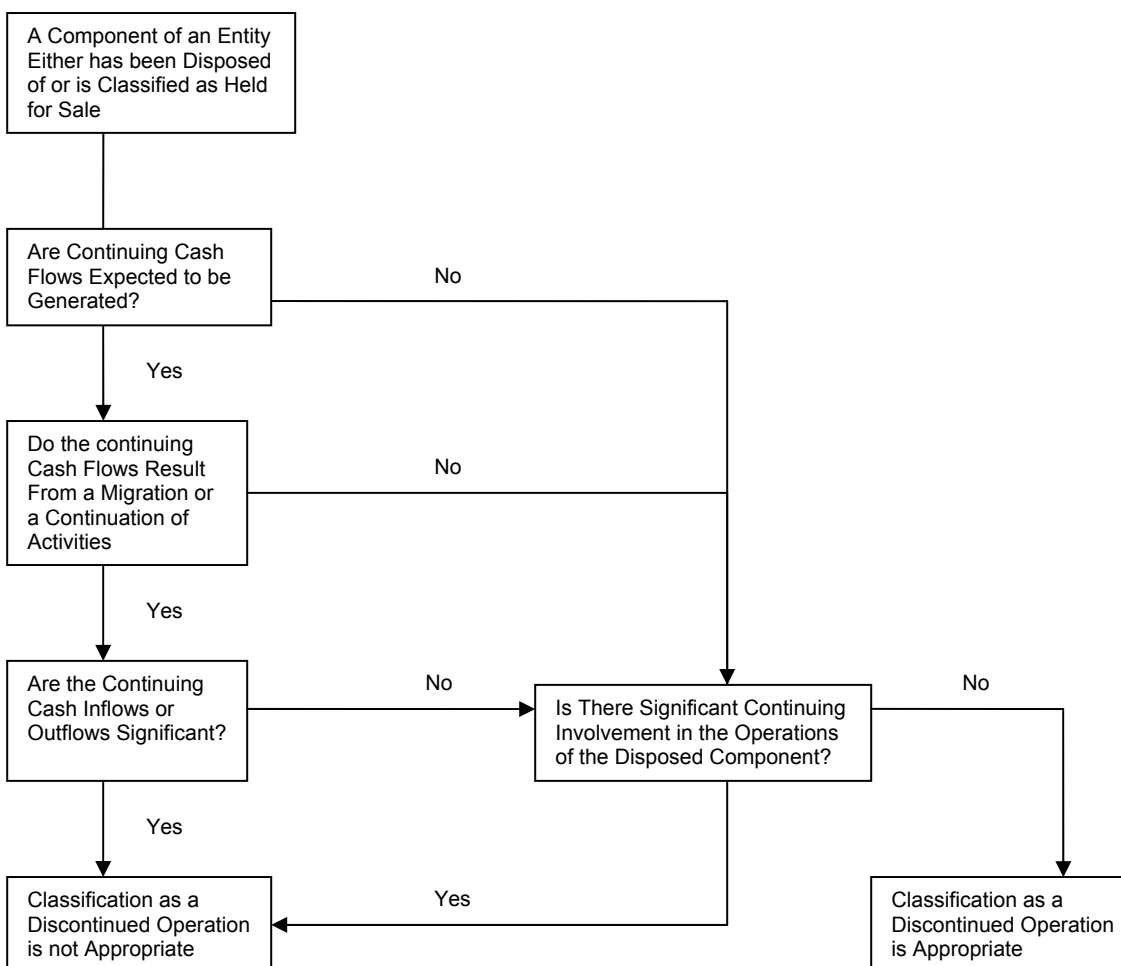 A Component of an Entity
Either has been Disposed
of or is Classified as Held
for Sale
Are Continuing Cash
Flows Expected to be
Generated?
No
Yes
Do the continuing
Cash Flows Result
From a Migration or
a Continuation of
Activities
No
Yes
Are the Continuing
Cash Inflows or
Outflows Significant?
No
Is There Significant Continuing
Involvement in the Operations
of the Disposed Component?
No
Yes
Classification as a
Discontinued Operation
is not Appropriate
Yes
Classification as a
Discontinued Operation
is Appropriate